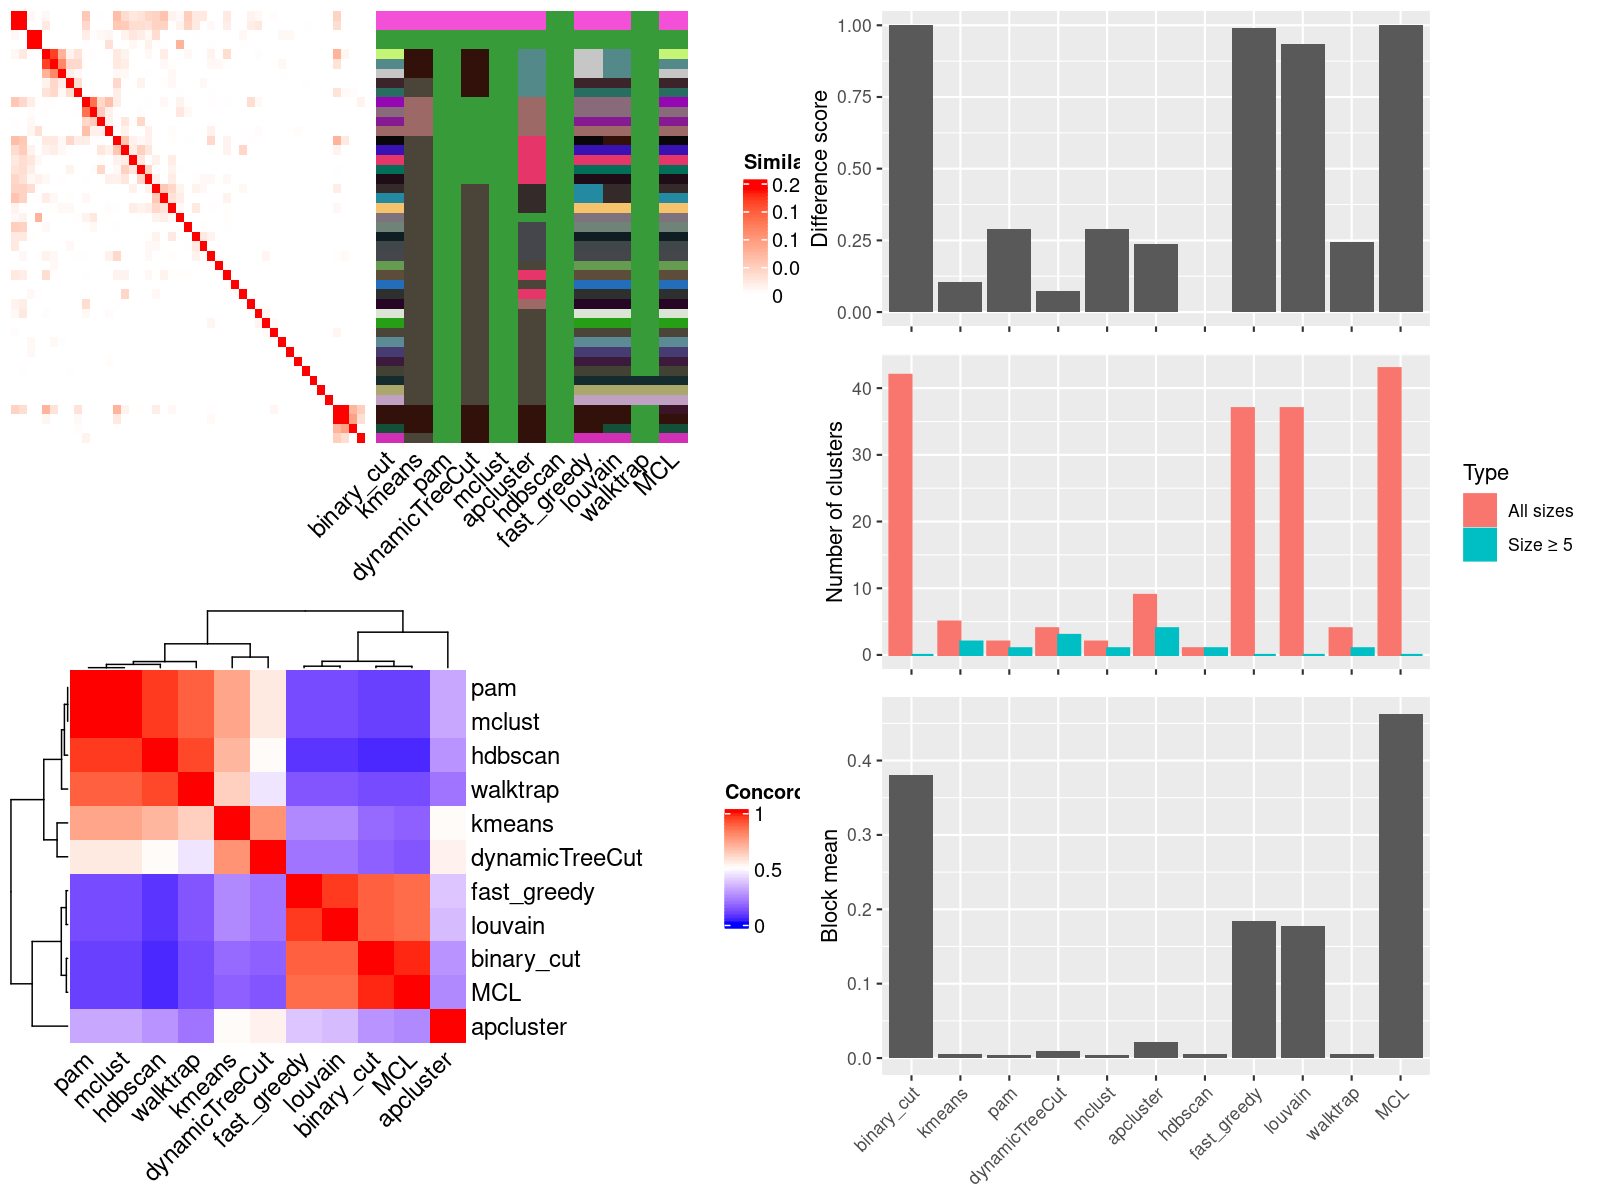 Simila
0.2
0.1
0.1
0.0
0
binary_cut
kmeans
pam
dynamicTreeCut
mclust
apcluster
hdbscan
fast_greedy
louvain
walktrap
MCL
Difference score
1.00
0.75
0.50
0.25
0.00
Number of clusters
40
30
20
10
0
Type
All sizes
Size ≥ 5
pam
mclust
hdbscan
walktrap
kmeans
dynamicTreeCut
fast_greedy
louvain
binary_cut
MCL
apcluster
pam
mclust
hdbscan
walktrap
kmeans
dynamicTreeCut
fast_greedy
louvain
binary_cut
MCL
apcluster
Concord
1
0.5
0
Block mean
0.4
0.3
0.2
0.1
0.0
binary_cut
kmeans
pam
dynamicTreeCut
mclust
apcluster
hdbscan
fast_greedy
louvain
walktrap
MCL